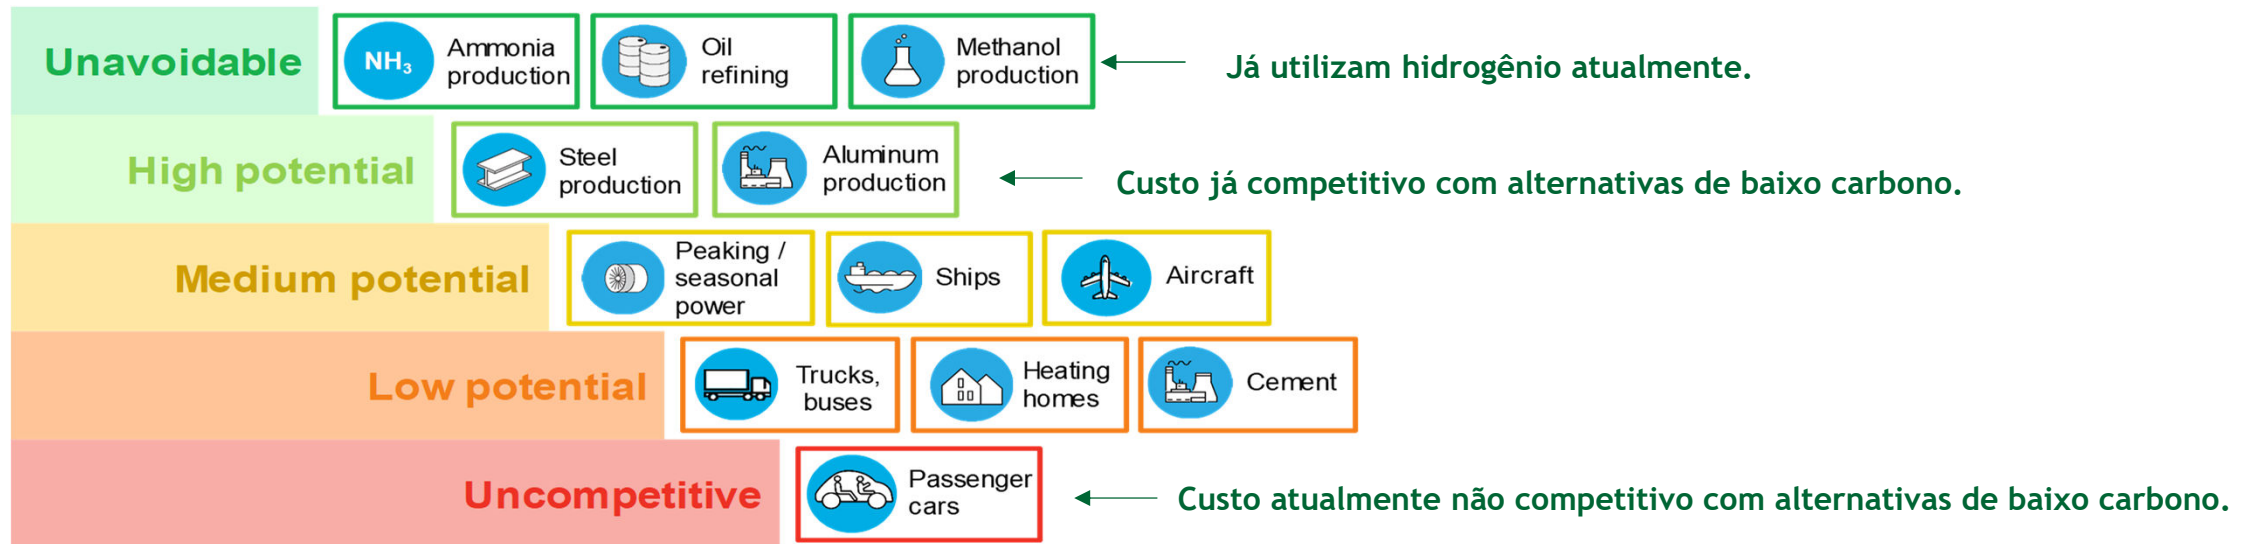 Unavoidable
NH₃
Ammonia
production
Oil
refining
Methanol
production
Já utilizam hidrogênio atualmente.
High potential
Steel
production
Aluminum
production
Custo já competitivo com alternativas de baixo carbono.
Medium potential
Peaking /
seasonal
power
Ships
Aircraft
Low potential
Trucks,
buses
Heating
homes
Cement
Uncompetitive
Passenger
cars
Custo atualmente não competitivo com alternativas de baixo carbono.